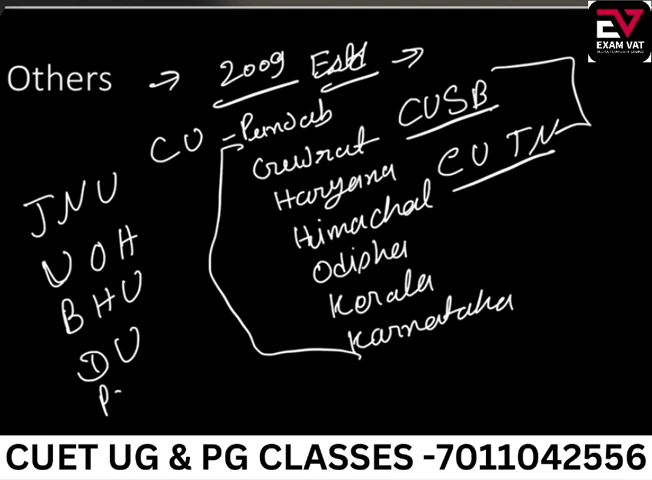 EV
EXAM VAT
Others → 2009 Estd →
CU - Punjab CUSB
Gujrat
Haryana CU TN
Himachal
Odisha
Kerala
Karnataka
JNU
UOH
BHU
DU
P-
CUET UG & PG CLASSES -7011042556